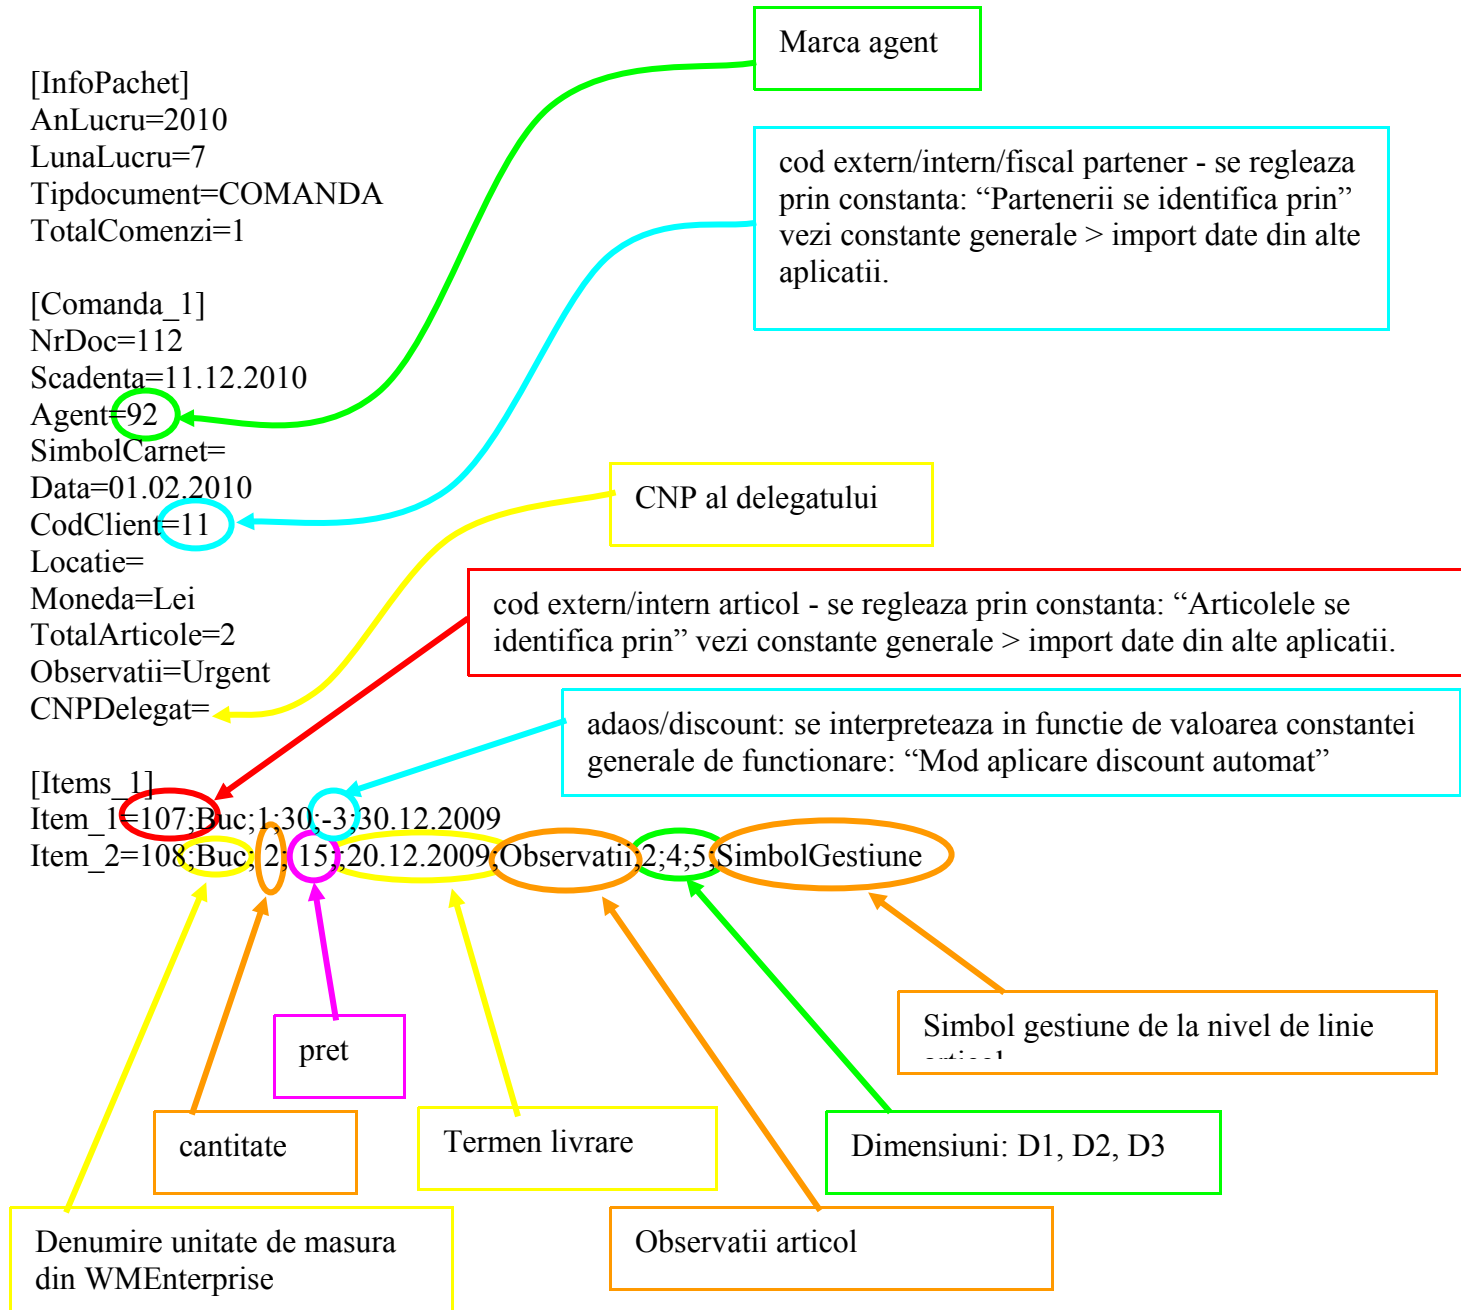 Marca agent
[InfoPachet]
AnLucru=2010
LunaLucru=7
Tipdocument=COMANDA
TotalComenzi=1
cod extern/intern/fiscal partener - se regleaza
prin constanta: “Partenerii se identifica prin”
vezi constante generale > import date din alte
aplicatii.
[Comanda_1]
NrDoc=112
Scadenta=11.12.2010
Agent=92
SimbolCarnet=
Data=01.02.2010
CodClient=11
Locatie=
Moneda=Lei
TotalArticole=2
Observatii=Urgent
CNPDelegat=
CNP al delegatului
cod extern/intern articol - se regleaza prin constanta: “Articolele se
identifica prin” vezi constante generale > import date din alte aplicatii.
adaos/discount: se interpreteaza in functie de valoarea constantei
generale de functionare: “Mod aplicare discount automat”
[Items_1]
Item_1=107;Buc;1;30;-3;30.12.2009
Item_2=108;Buc; 2; 15;;20.12.2009;Observatii;2;4;5;SimbolGestiune
Simbol gestiune de la nivel de linie
pret
cantitate
Termen livrare
Dimensiuni: D1, D2, D3
Denumire unitate de masura
din WMEnterprise
Observatii articol